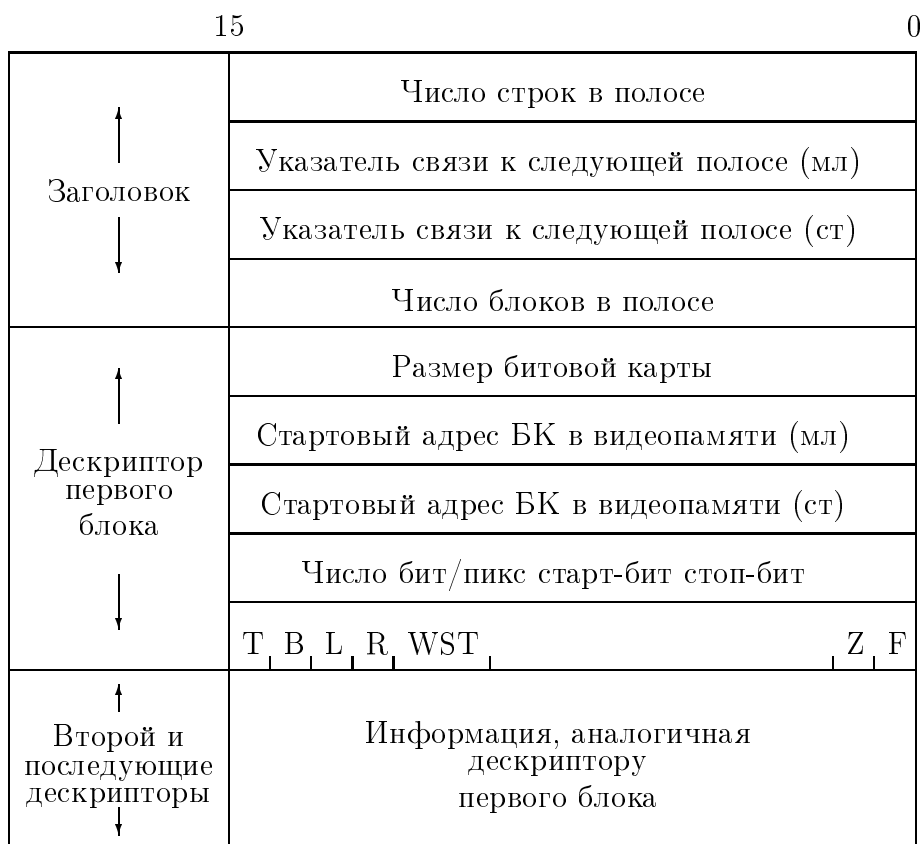 15 0
Число строк в полосе
Указатель связи к следующей полосе (мл)
Заголовок
Указатель связи к следующей полосе (ст)
Число блоков в полосе
Размер битовой карты
Стартовый адрес БК в видеопамяти (мл)
Дескриптор
первого
блока
Стартовый адрес БК в видеопамяти (ст)
Число бит/пикс старт-бит стоп-бит
T B L R WST Z F
Второй и
последующие
дескрипторы
Информация, аналогичная
дескриптору
первого блока